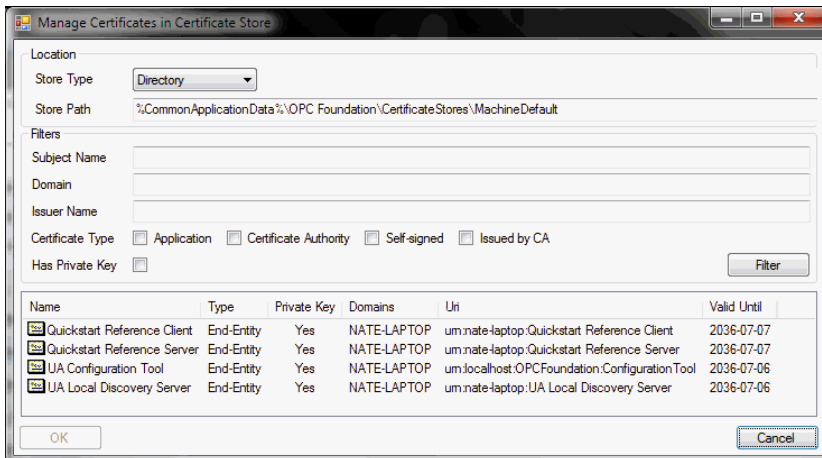 Manage Certificates in Certificate Store
Location
Store Type Directory
Store Path %CommonApplicationData%\OPC Foundation\CertificateStores\MachineDefault
Filters
Subject Name
Domain
Issuer Name
Certificate Type Application Certificate Authority Self-signed Issued by CA
Has Private Key Filter
Name Type Private Key Domains Uri Valid Until
Quickstart Reference Client End-Entity Yes NATE-LAPTOP urn:nate-laptop:Quickstart Reference Client 2036-07-07
Quickstart Reference Server End-Entity Yes NATE-LAPTOP urn:nate-laptop:Quickstart Reference Server 2036-07-07
UA Configuration Tool End-Entity Yes NATE-LAPTOP urn:localhost:OPCFoundation:ConfigurationTool 2036-07-06
UA Local Discovery Server End-Entity Yes NATE-LAPTOP urn:nate-laptop:UA Local Discovery Server 2036-07-06
OK Cancel